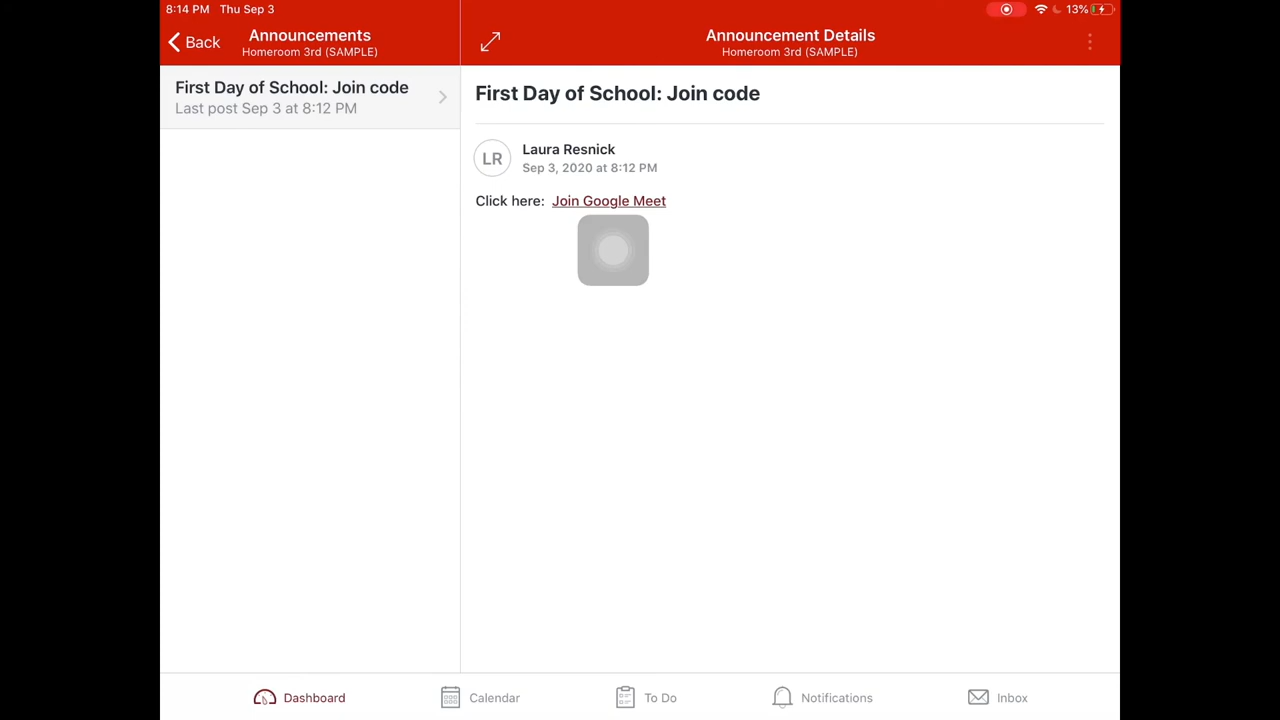 8:14 PM Thu Sep 3
13%
Back
Announcements
Homeroom 3rd (SAMPLE)
Announcement Details
Homeroom 3rd (SAMPLE)
First Day of School: Join code
Last post Sep 3 at 8:12 PM
First Day of School: Join code
LR
Laura Resnick
Sep 3, 2020 at 8:12 PM
Click here: Join Google Meet
Dashboard
Calendar
To Do
Notifications
Inbox